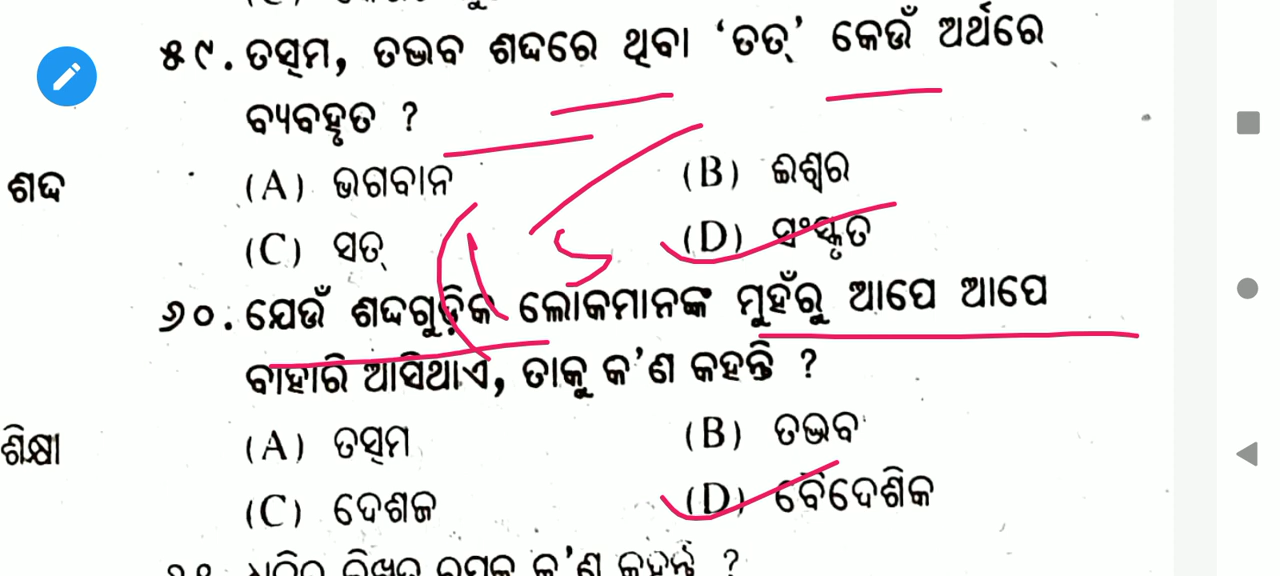 ୫୯. ତତ୍ସମ, ତଦ୍ଭବ ଶବ୍ଦରେ ଥିବା ‘ତତ୍’ କେଉଁ ଅର୍ଥରେ
ବ୍ୟବହୃତ ?
ଶବ୍ଦ
(A) ଭଗବାନ (B) ଈଶ୍ୱର
(C) ସତ୍ (D) ସଂସ୍କୃତ
୬୦. ଯେଉଁ ଶବ୍ଦଗୁଡ଼ିକ ଲୋକମାନଙ୍କ ମୁହଁରୁ ଆପେ ଆପେ
ବାହାରି ଆସିଥାଏ, ତାକୁ କ’ଣ କହନ୍ତି ?
ଶିକ୍ଷୀ
(A) ତତ୍ସମ (B) ତଦ୍ଭବ
(C) ଦେଶଜ (D) ବୈଦେଶିକ
କ’ଣ କହନ୍ତି ?